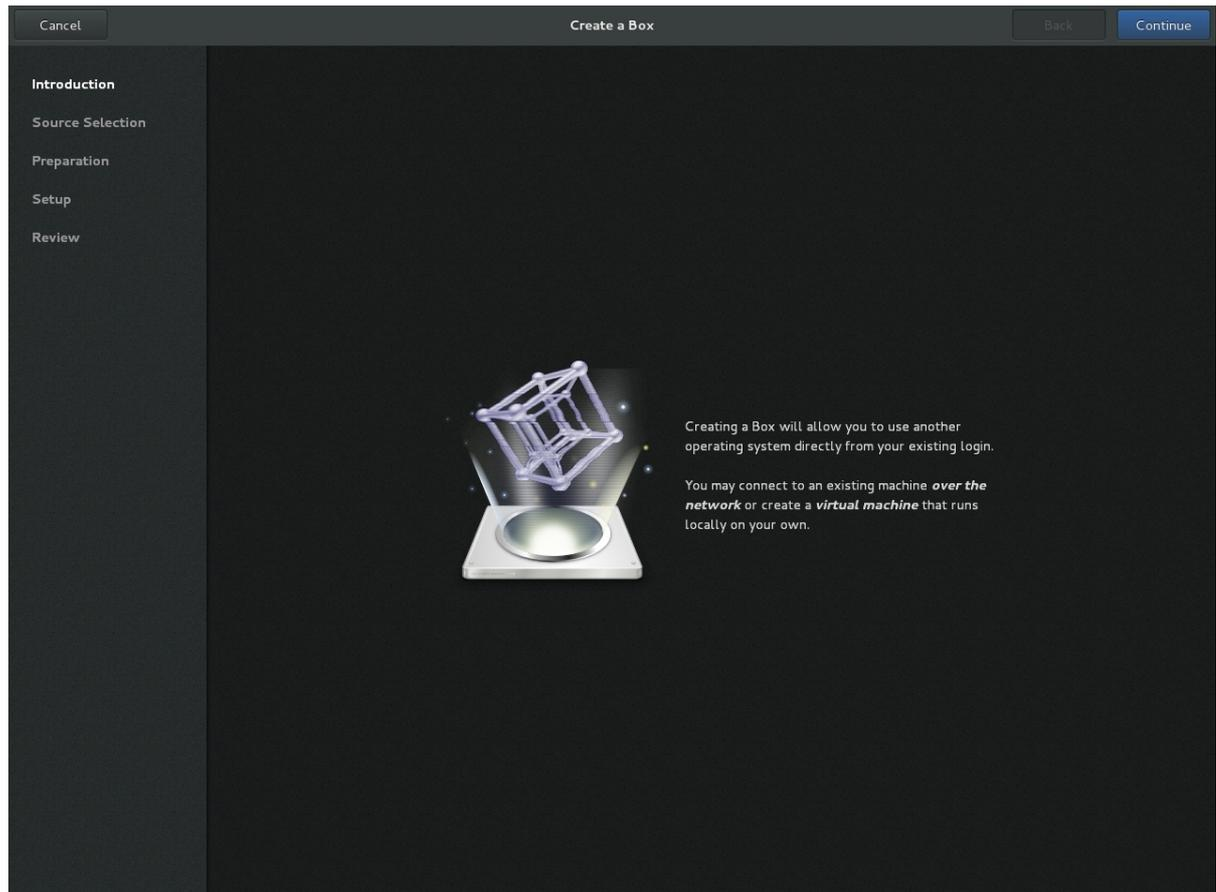 Cancel
Create a Box
Back
Continue
Introduction
Source Selection
Preparation
Setup
Review
Creating a Box will allow you to use another
operating system directly from your existing login.
You may connect to an existing machine over the
network or create a virtual machine that runs
locally on your own.